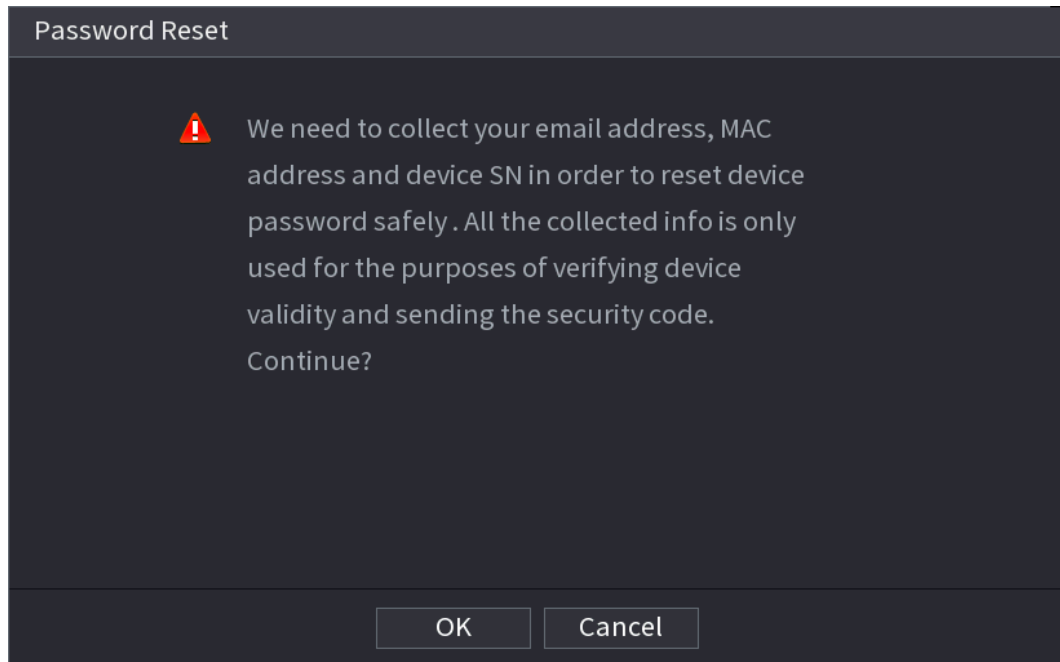 Password Reset
We need to collect your email address, MAC
address and device SN in order to reset device
password safely . All the collected info is only
used for the purposes of verifying device
validity and sending the security code.
Continue?
OK
Cancel